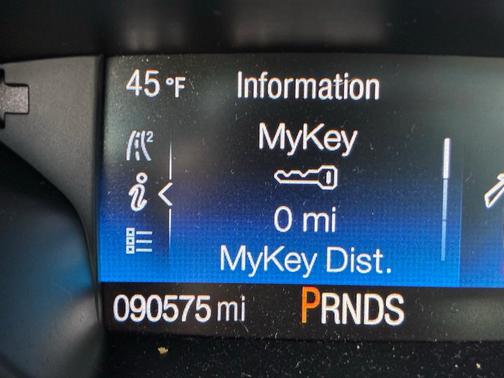 45 °F Information
MyKey
0 mi
MyKey Dist.
090575 mi PRNDS